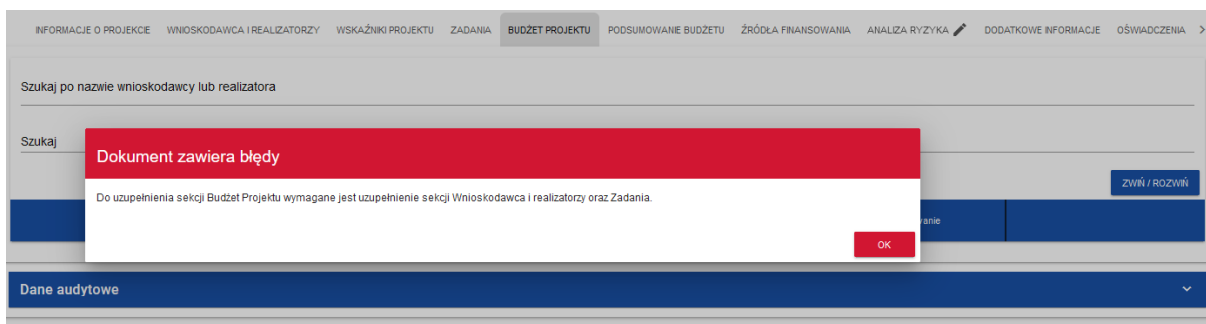 INFORMACJE O PROJEKCIE WNIOSKODAWCA I REALIZATORZY WSKAŹNIKI PROJEKTU ZADANIA BUDŻET PROJEKTU PODSUMOWANIE BUDŻETU ŹRÓDŁA FINANSOWANIA ANALIZA RYZYKA DODATKOWE INFORMACJE OŚWIADCZENIA
Szukaj po nazwie wnioskodawcy lub realizatora
Szukaj
Dokument zawiera błędy
ZWIŃ / ROZWIŃ
Do uzupełnienia sekcji Budżet Projektu wymagane jest uzupełnienie sekcji Wnioskodawca i realizatorzy oraz Zadania.
OK
Dane audytowe